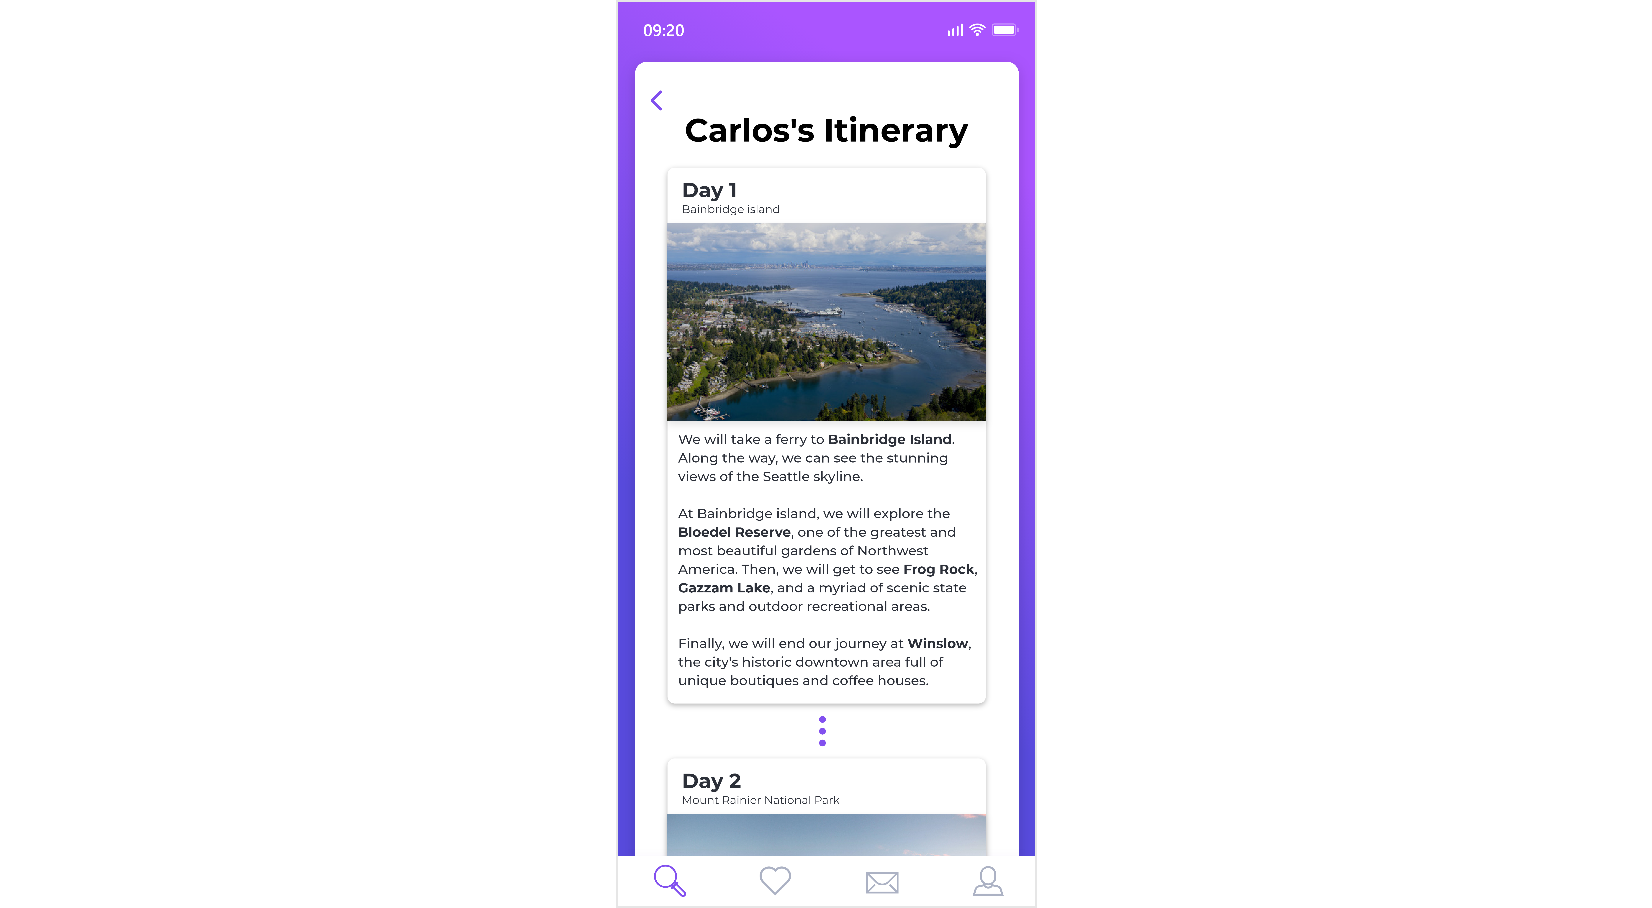 09:20
Carlos's Itinerary
Day 1
Bainbridge island
We will take a ferry to Bainbridge Island.
Along the way, we can see the stunning
views of the Seattle skyline.
At Bainbridge island, we will explore the
Bloedel Reserve, one of the greatest and
most beautiful gardens of Northwest
America. Then, we will get to see Frog Rock,
Gazzam Lake, and a myriad of scenic state
parks and outdoor recreational areas.
Finally, we will end our journey at Winslow,
the city's historic downtown area full of
unique boutiques and coffee houses.
Day 2
Mount Rainier National Park